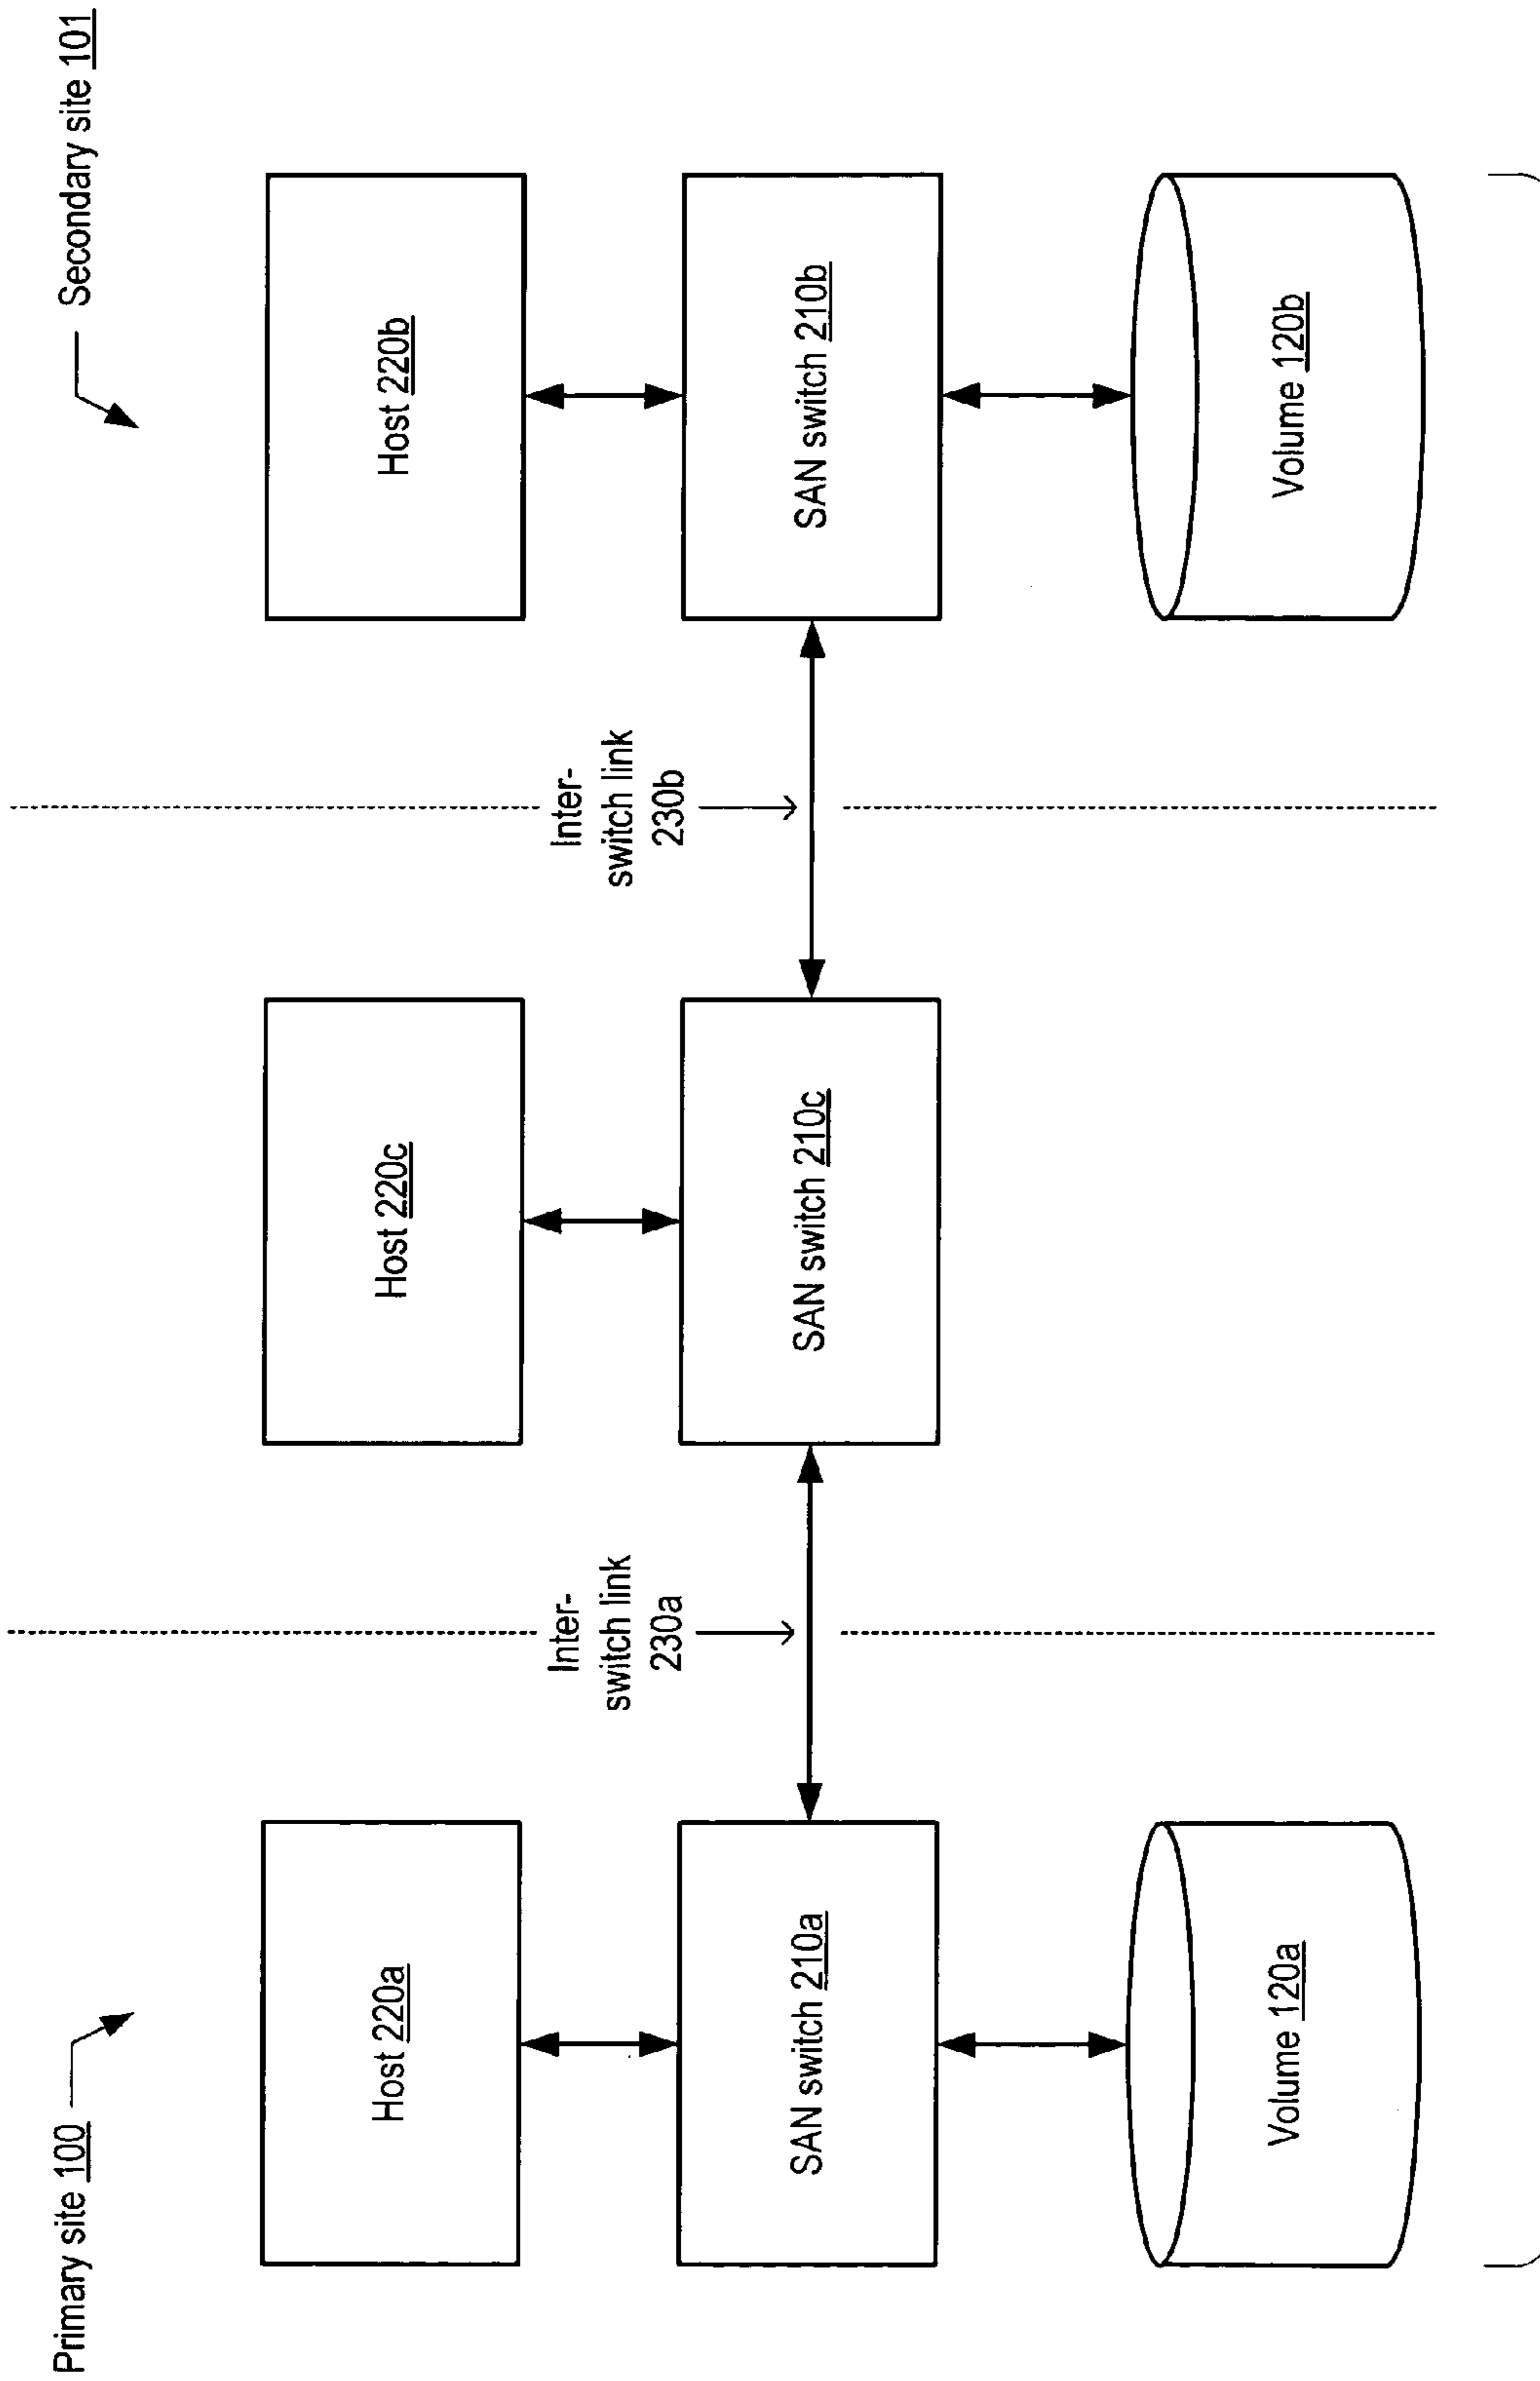 Primary site 100
Secondary site 101
Host 220a
Host 220c
Host 220b
Inter-
switch link
230a
Inter-
switch link
230b
SAN switch 210a
SAN switch 210c
SAN switch 210b
Volume 120a
Volume 120b